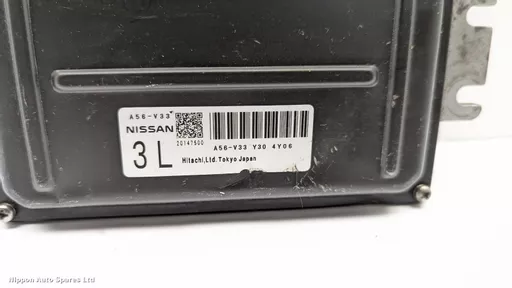 A56-V33
NISSAN
20147500
3L
A56-V33 Y30 4Y06
Hitachi,Ltd.Tokyo Japan
Nippon Auto Spares Ltd